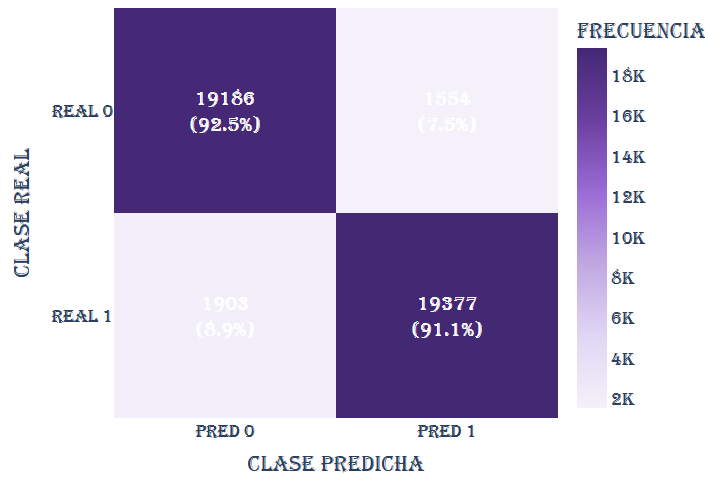 FRECUENCIA
19186
(92.5%)
1554
(7.5%)
REAL 0
1903
(8.9%)
19377
(91.1%)
REAL 1
CLASE REAL
PRED 0
PRED 1
CLASE PREDICHA
18K
16K
14K
12K
10K
8K
6K
4K
2K